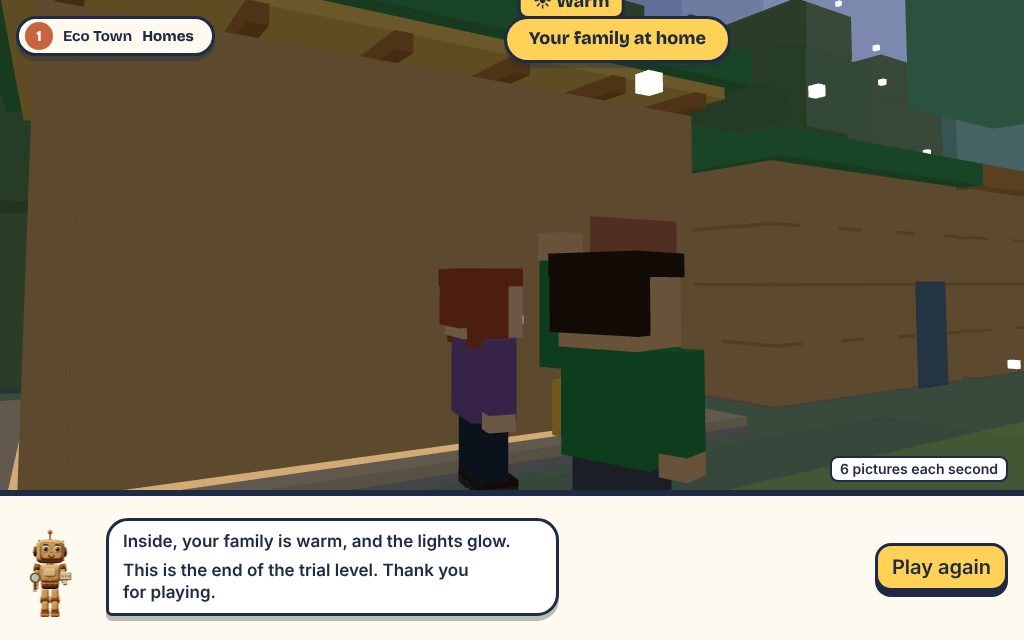 ☀ Warm
1 Eco Town Homes
Your family at home
6 pictures each second
Inside, your family is warm, and the lights glow.
This is the end of the trial level. Thank you
for playing.
Play again